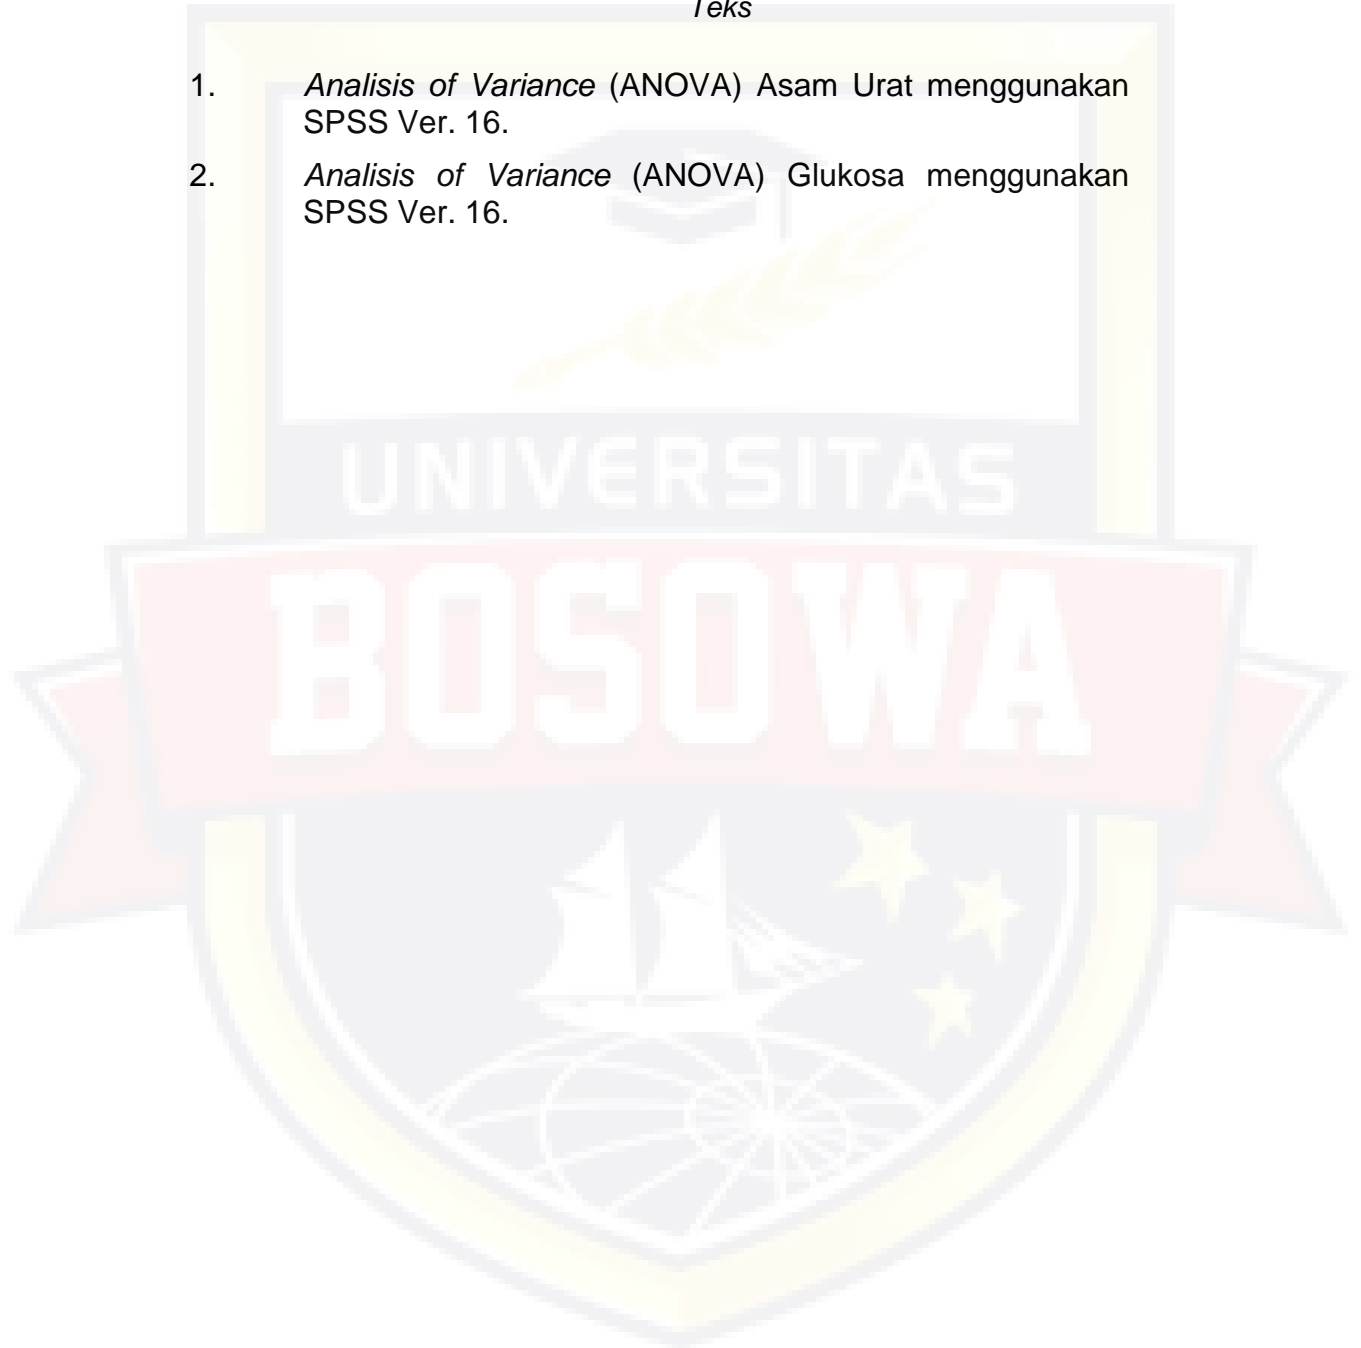 Teks
1. Analisis of Variance (ANOVA) Asam Urat menggunakan
SPSS Ver. 16.
2. Analisis of Variance (ANOVA) Glukosa menggunakan
SPSS Ver. 16.
UNIVERSITAS
BOSOWA